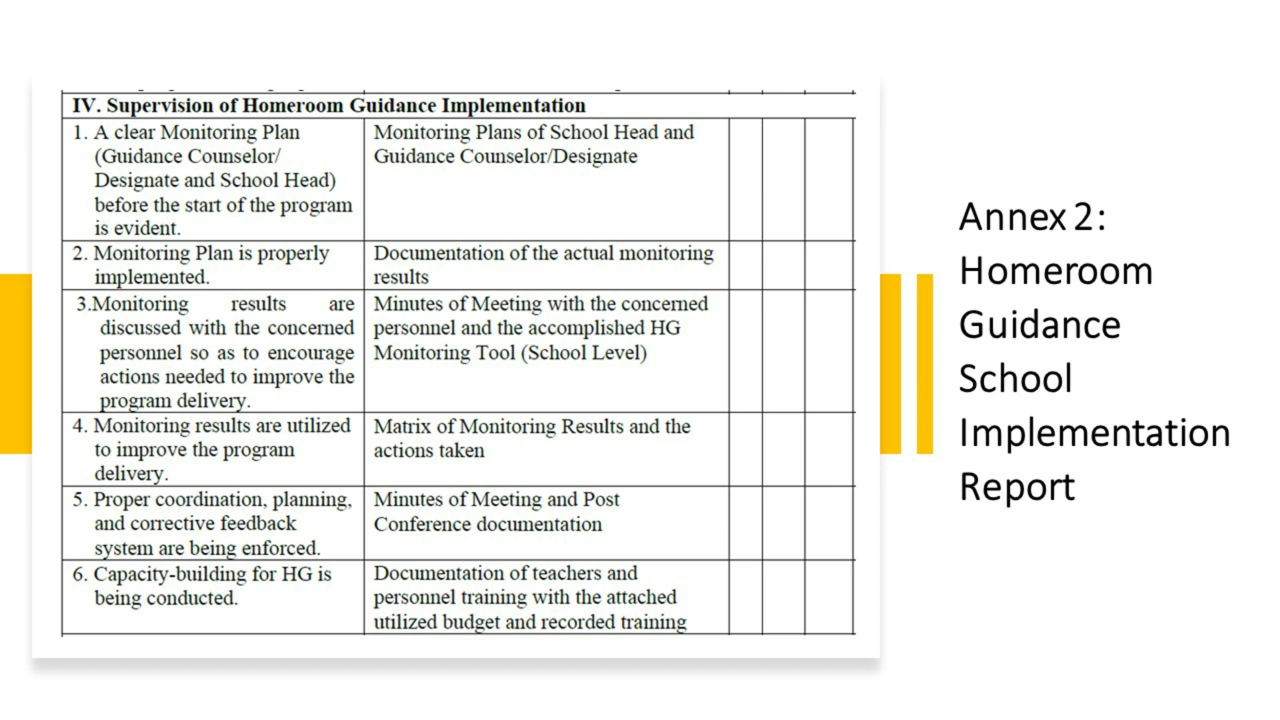 IV. Supervision of Homeroom Guidance Implementation
1. A clear Monitoring Plan
(Guidance Counselor/
Designate and School Head)
before the start of the program
is evident.
Monitoring Plans of School Head and
Guidance Counselor/Designate
2. Monitoring Plan is properly
implemented.
Documentation of the actual monitoring
results
3.Monitoring results are
discussed with the concerned
personnel so as to encourage
actions needed to improve the
program delivery.
Minutes of Meeting with the concerned
personnel and the accomplished HG
Monitoring Tool (School Level)
4. Monitoring results are utilized
to improve the program
delivery.
Matrix of Monitoring Results and the
actions taken
5. Proper coordination, planning,
and corrective feedback
system are being enforced.
Minutes of Meeting and Post
Conference documentation
6. Capacity-building for HG is
being conducted.
Documentation of teachers and
personnel training with the attached
utilized budget and recorded training
Annex 2:
Homeroom
Guidance
School
Implementation
Report